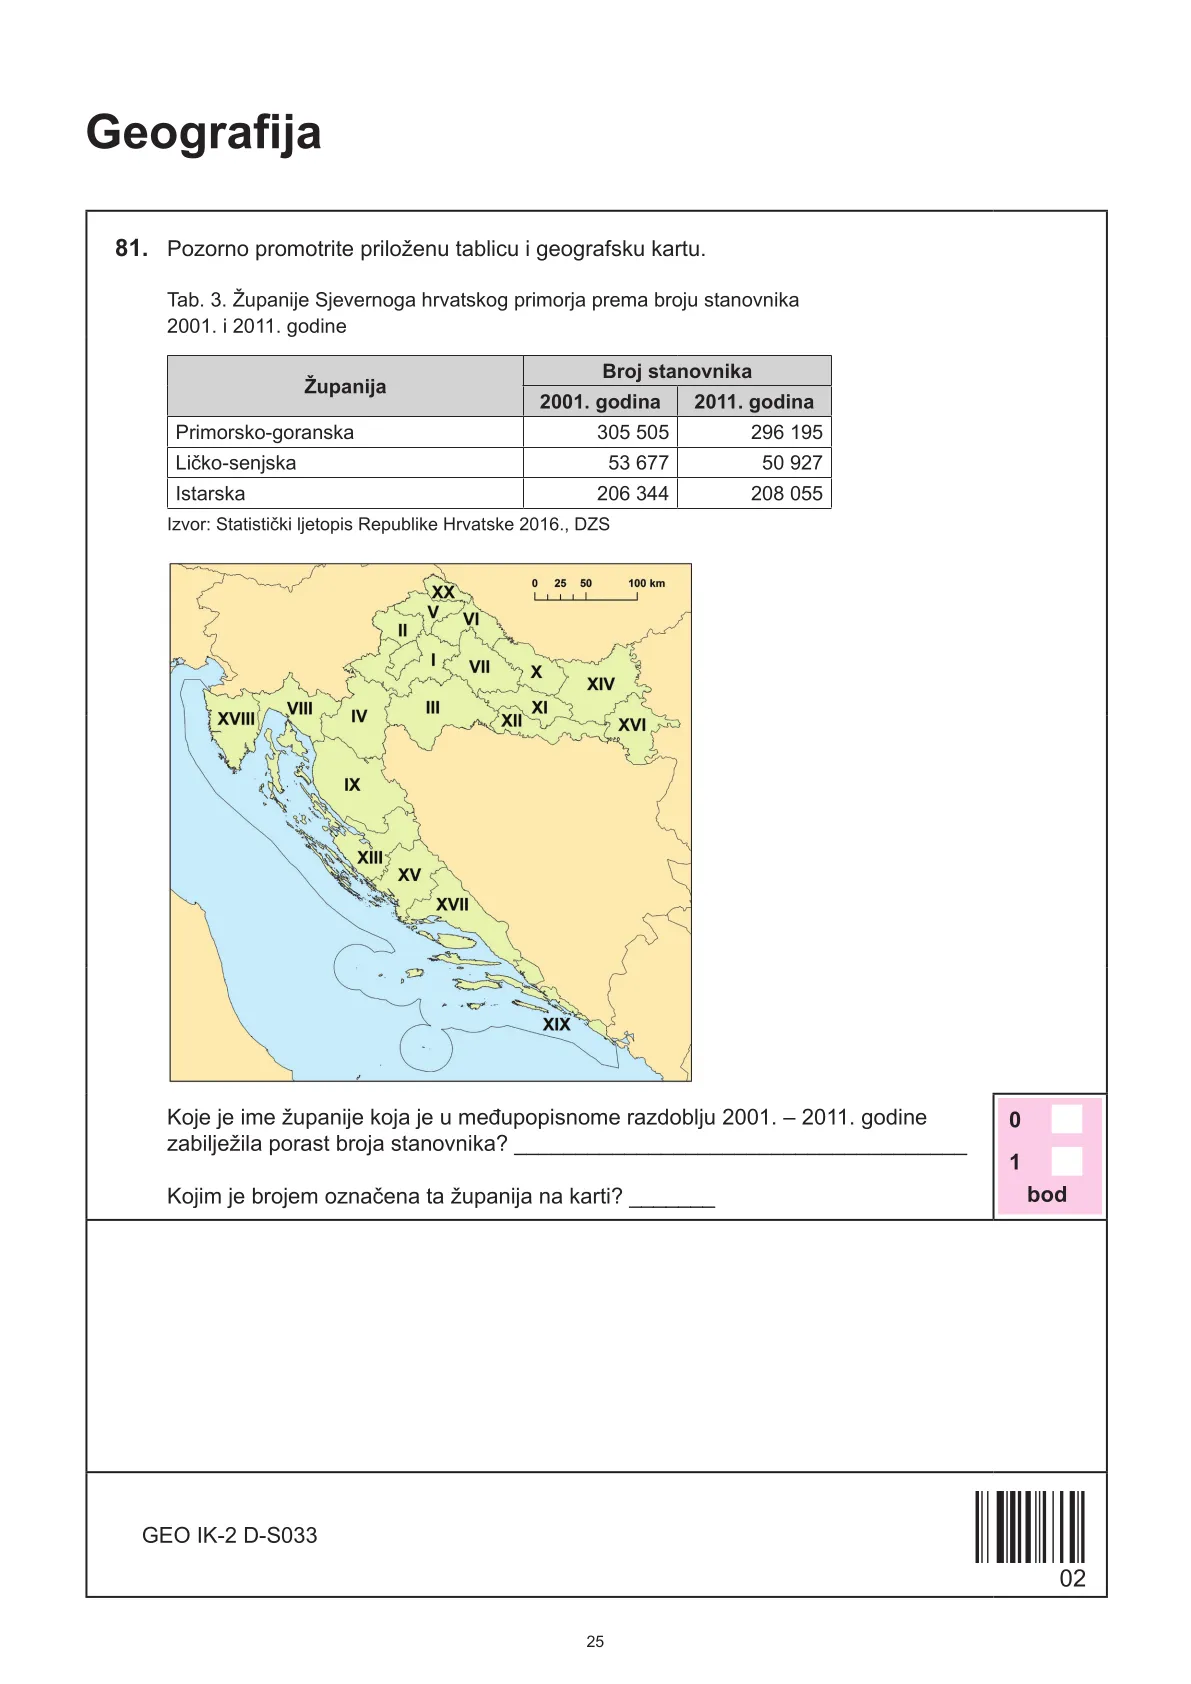 Geografija
81. Pozorno promotrite priloženu tablicu i geografsku kartu.
Tab. 3. Županije Sjevernoga hrvatskog primorja prema broju stanovnika
2001. i 2011. godine
Županija
Broj stanovnika
2001. godina 2011. godina
Primorsko-goranska 305 505 296 195
Ličko-senjska 53 677 50 927
Istarska 206 344 208 055
Izvor: Statistički ljetopis Republike Hrvatske 2016., DZS
0 25 50 100 km
XX
V
VI
II
I
VII
X
XIV
XVIII
VIII
IV
III
XI
XII
XVI
IX
XIII
XV
XVII
XIX
Koje je ime županije koja je u međupopisnome razdoblju 2001. – 2011. godine
zabilježila porast broja stanovnika? _____________________________________
Kojim je brojem označena ta županija na karti? _______
0
1
bod
GEO IK-2 D-S033
02
25